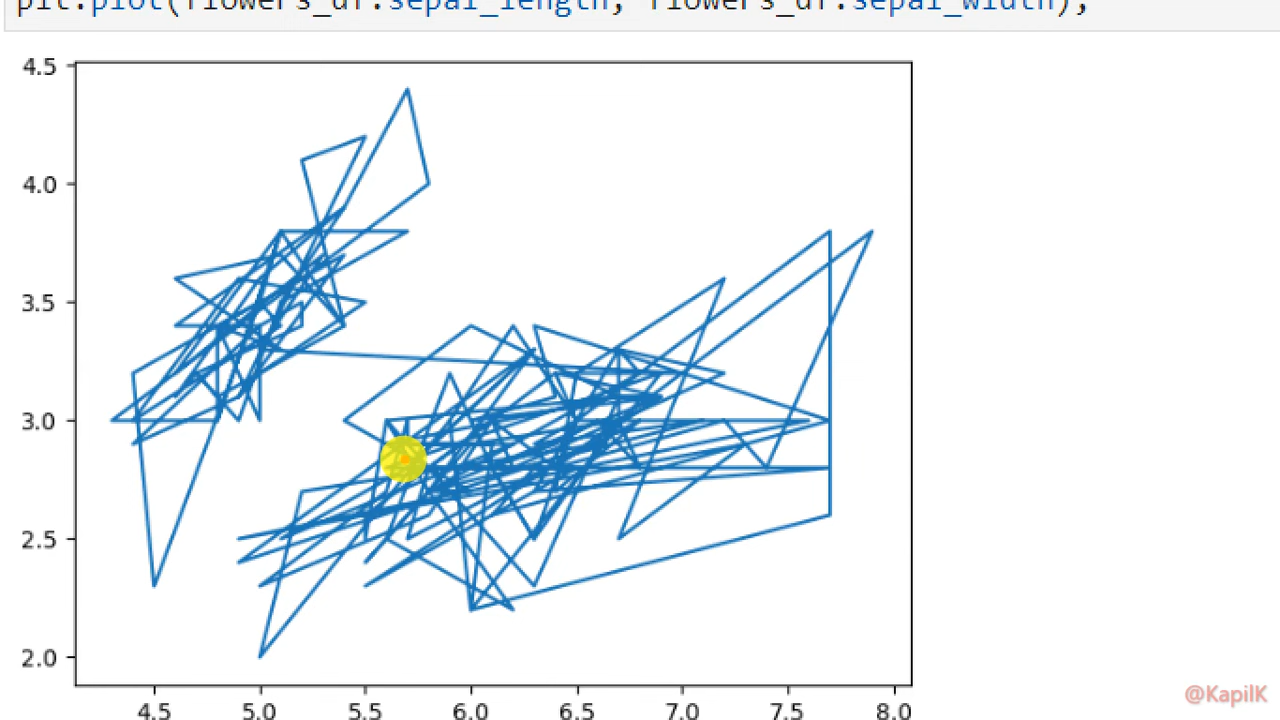 plt.plot(flowers_df.sepal_length, flowers_df.sepal_width);
4.5
4.0
3.5
3.0
2.5
2.0
4.5 5.0 5.5 6.0 6.5 7.0 7.5 8.0
@KapilK